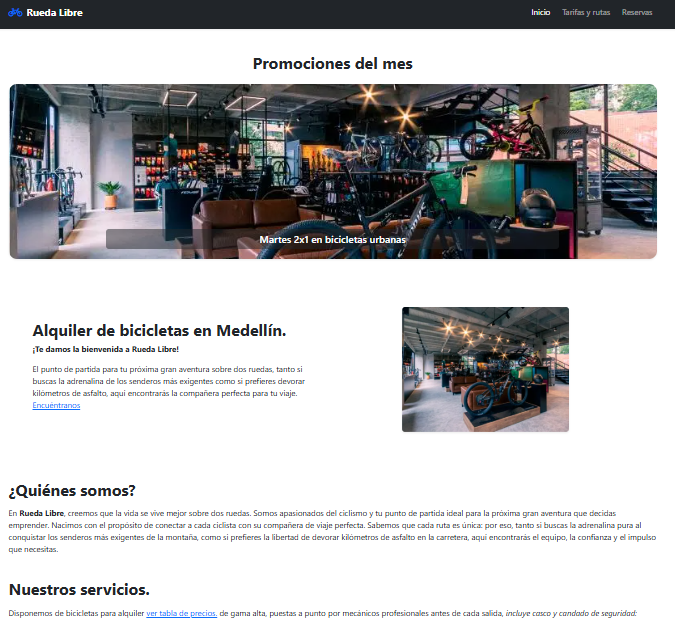 Rueda Libre Inicio Tarifas y rutas Reservas
Promociones del mes
Martes 2x1 en bicicletas urbanas
Alquiler de bicicletas en Medellín.
¡Te damos la bienvenida a Rueda Libre!
El punto de partida para tu próxima gran aventura sobre dos ruedas, tanto si
buscas la adrenalina de los senderos más exigentes como si prefieres devorar
kilómetros de asfalto, aquí encontrarás la compañera perfecta para tu viaje.
Encuéntranos
¿Quiénes somos?
En Rueda Libre, creemos que la vida se vive mejor sobre dos ruedas. Somos apasionados del ciclismo y tu punto de partida ideal para la próxima gran aventura que decidas
emprender. Nacimos con el propósito de conectar a cada ciclista con su compañera de viaje perfecta. Sabemos que cada ruta es única: por eso, tanto si buscas la adrenalina pura al
conquistar los senderos más exigentes de la montaña, como si prefieres la libertad de devorar kilómetros de asfalto en la carretera, aquí encontrarás el equipo, la confianza y el impulso
que necesitas.
Nuestros servicios.
Disponemos de bicicletas para alquiler ver tabla de precios. de gama alta, puestas a punto por mecánicos profesionales antes de cada salida, incluye casco y candado de seguridad: